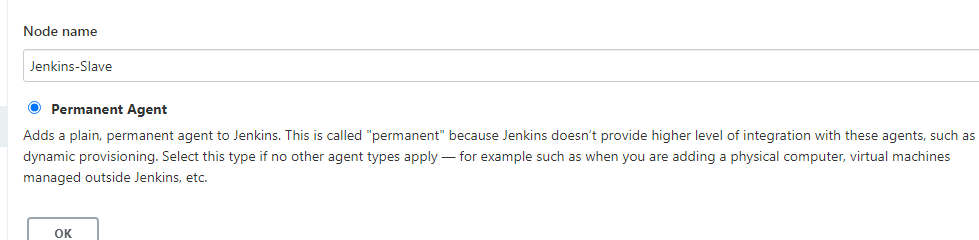 Node name
Jenkins-Slave
Permanent Agent
Adds a plain, permanent agent to Jenkins. This is called "permanent" because Jenkins doesn't provide higher level of integration with these agents, such as
dynamic provisioning. Select this type if no other agent types apply — for example such as when you are adding a physical computer, virtual machines
managed outside Jenkins, etc.
OK